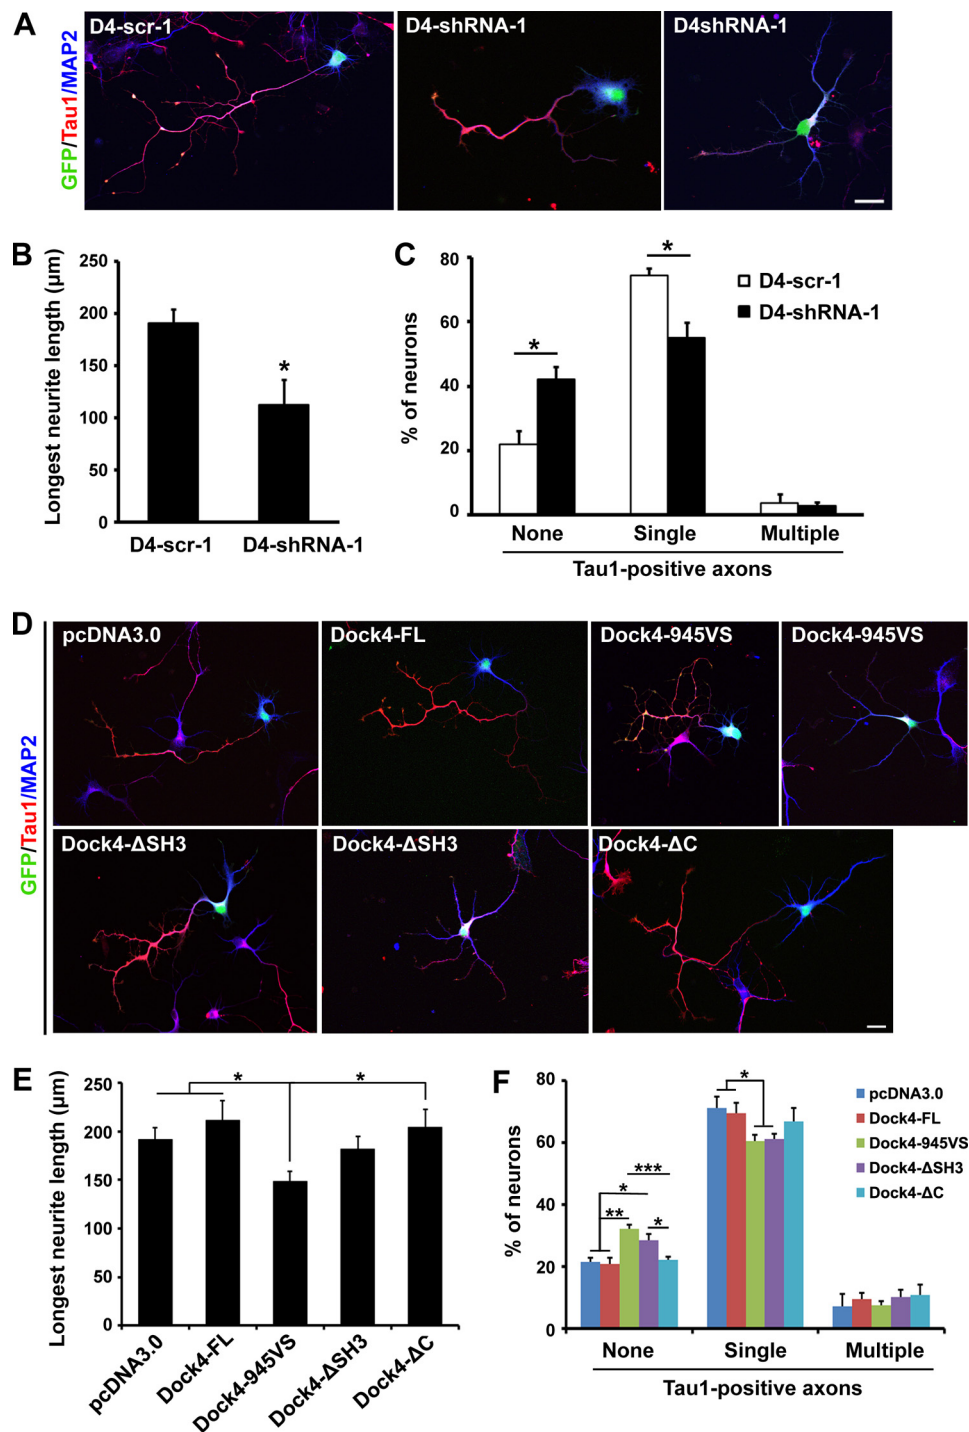 A
GFP/Tau1/MAP2
D4-scr-1
D4-shRNA-1
D4shRNA-1
B
Longest neurite length (µm)
250
200
150
100
50
0
*
D4-scr-1
D4-shRNA-1
C
% of neurons
80
60
40
20
0
*
*
D4-scr-1
D4-shRNA-1
None
Single
Multiple
Tau1-positive axons
D
GFP/Tau1/MAP2
pcDNA3.0
Dock4-FL
Dock4-945VS
Dock4-945VS
Dock4-ΔSH3
Dock4-ΔSH3
Dock4-ΔC
E
Longest neurite length (µm)
250
200
150
100
50
0
*
*
pcDNA3.0
Dock4-FL
Dock4-945VS
Dock4-ΔSH3
Dock4-ΔC
F
% of neurons
80
60
40
20
0
*
***
*
**
*
pcDNA3.0
Dock4-FL
Dock4-945VS
Dock4-ΔSH3
Dock4-ΔC
None
Single
Multiple
Tau1-positive axons